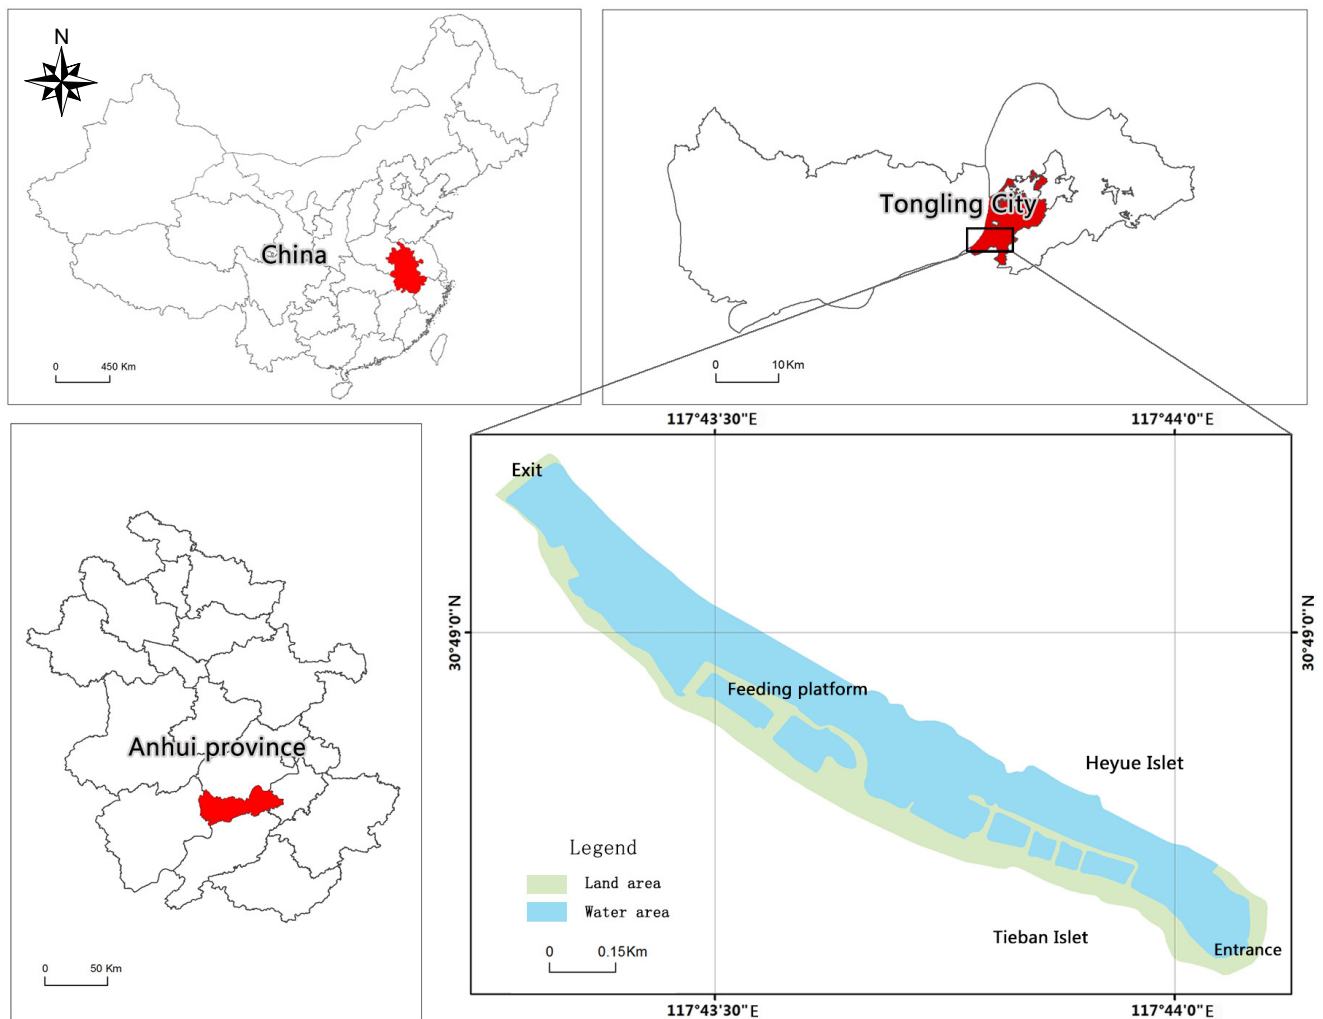 N
China
0 450 Km
Tongling City
0 10 Km
Anhui province
0 50 Km
117°43'30"E 117°44'0"E
Exit
30°49'0"N
30°49'0"N
Feeding platform
Heyue Islet
Legend
Land area
Water area
0 0.15Km
Tieban Islet
Entrance
117°43'30"E 117°44'0"E